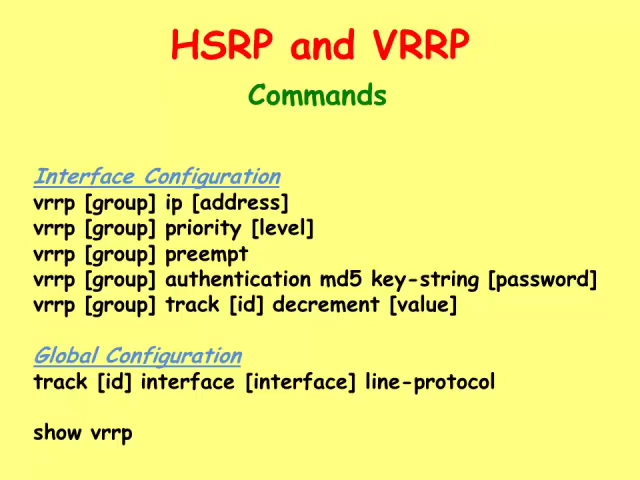 HSRP and VRRP
Commands
Interface Configuration
vrrp [group] ip [address]
vrrp [group] priority [level]
vrrp [group] preempt
vrrp [group] authentication md5 key-string [password]
vrrp [group] track [id] decrement [value]
Global Configuration
track [id] interface [interface] line-protocol
show vrrp